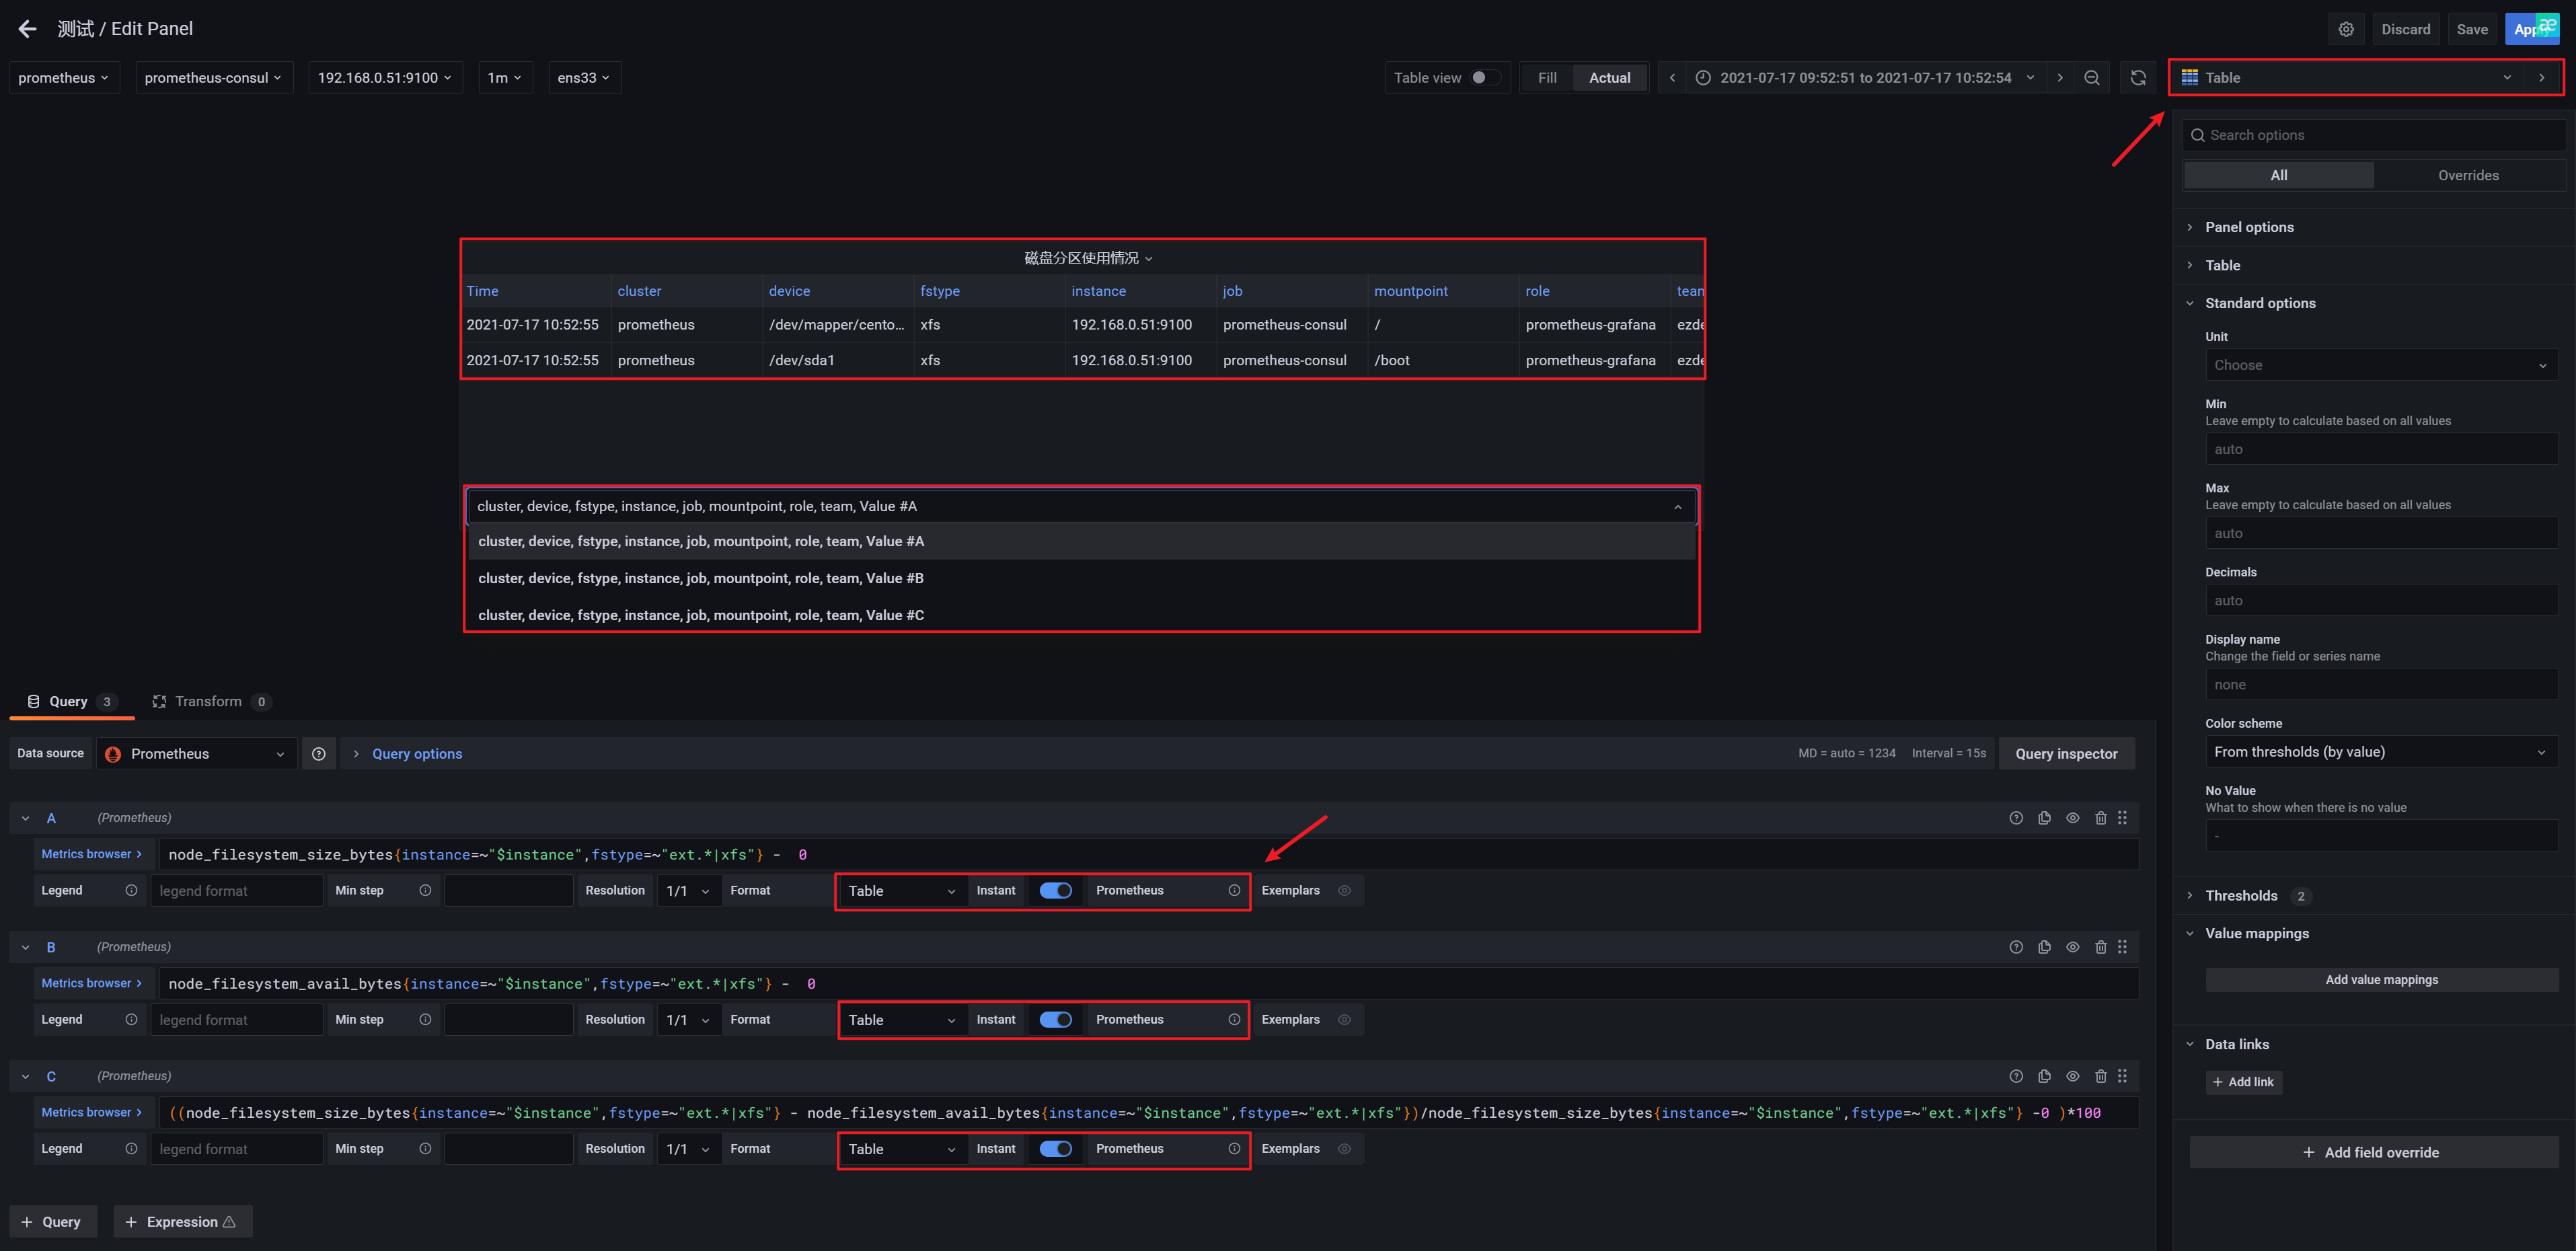 测试 / Edit Panel
Discard
Save
prometheus
prometheus-consul
192.168.0.51:9100
1m
ens33
Table view
Fill
Actual
2021-07-17 09:52:51 to 2021-07-17 10:52:54
Table
Search options
All
Overrides
Panel options
Table
Standard options
Unit
Choose
Min
Leave empty to calculate based on all values
auto
Max
Leave empty to calculate based on all values
auto
Decimals
auto
Display name
Change the field or series name
none
Color scheme
From thresholds (by value)
No Value
What to show when there is no value
-
Thresholds 2
Value mappings
Add value mappings
Data links
+ Add link
+ Add field override
磁盘分区使用情况
Time cluster device fstype instance job mountpoint role
2021-07-17 10:52:55 prometheus /dev/mapper/cento... xfs 192.168.0.51:9100 prometheus-consul / prometheus-grafana
2021-07-17 10:52:55 prometheus /dev/sda1 xfs 192.168.0.51:9100 prometheus-consul /boot prometheus-grafana
cluster, device, fstype, instance, job, mountpoint, role, team, Value #A
cluster, device, fstype, instance, job, mountpoint, role, team, Value #A
cluster, device, fstype, instance, job, mountpoint, role, team, Value #B
cluster, device, fstype, instance, job, mountpoint, role, team, Value #C
Query 3
Transform 0
Data source
Prometheus
Query options
MD = auto = 1234
Interval = 15s
Query inspector
A (Prometheus)
Metrics browser > node_filesystem_size_bytes{instance=~"$instance",fstype=~"ext.*|xfs"} - 0
Legend legend format Min step Resolution 1/1 Format Table Instant Prometheus Exemplars
B (Prometheus)
Metrics browser > node_filesystem_avail_bytes{instance=~"$instance",fstype=~"ext.*|xfs"} - 0
Legend legend format Min step Resolution 1/1 Format Table Instant Prometheus Exemplars
C (Prometheus)
Metrics browser > ((node_filesystem_size_bytes{instance=~"$instance",fstype=~"ext.*|xfs"} - node_filesystem_avail_bytes{instance=~"$instance",fstype=~"ext.*|xfs"})/node_filesystem_size_bytes{instance=~"$instance",fstype=~"ext.*|xfs"} -0 )*100
Legend legend format Min step Resolution 1/1 Format Table Instant Prometheus Exemplars
+ Query
+ Expression